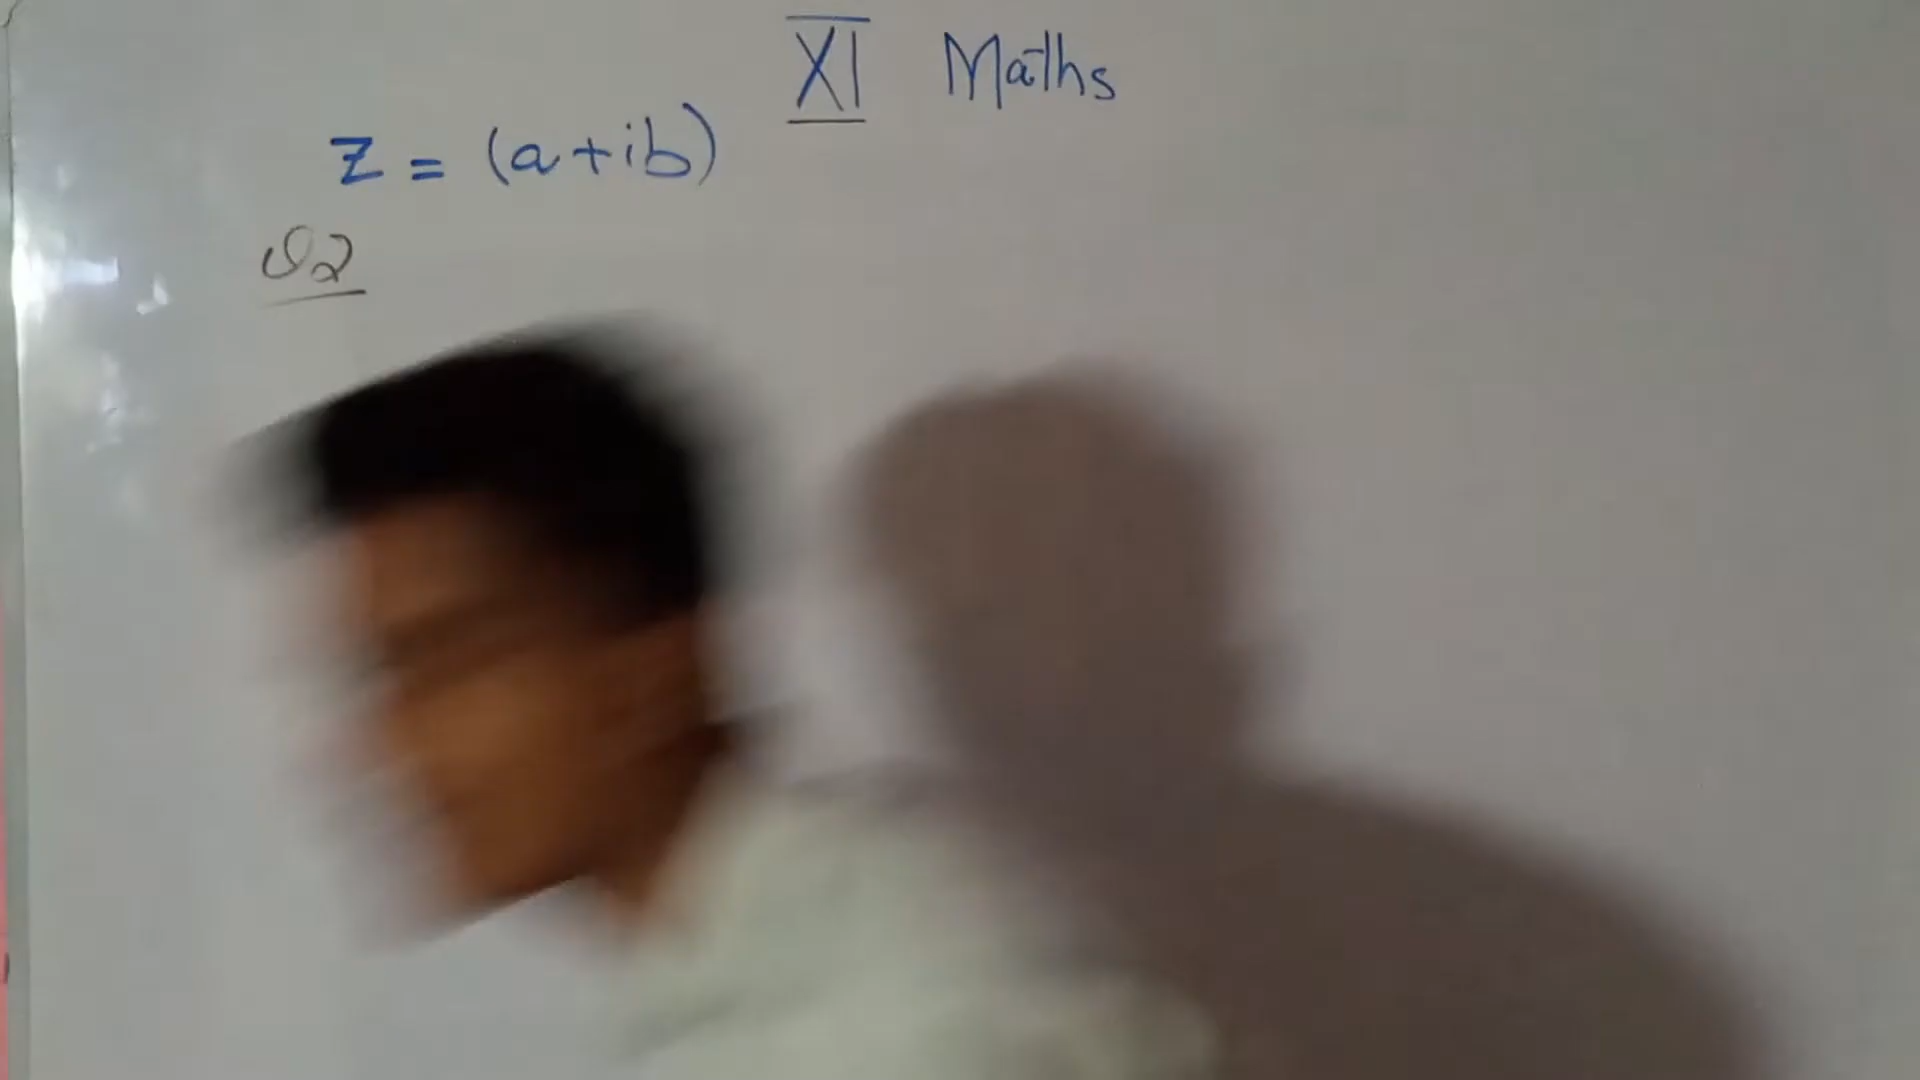 XI Maths
z = (a+ib)
Q2